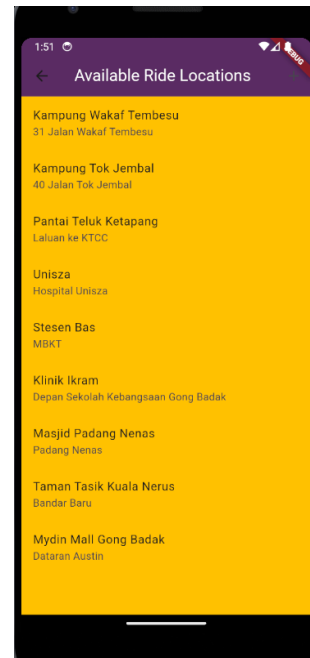 1:51
DEBUG
Available Ride Locations
Kampung Wakaf Tembesu
31 Jalan Wakaf Tembesu
Kampung Tok Jembal
40 Jalan Tok Jembal
Pantai Teluk Ketapang
Laluan ke KTCC
Unisza
Hospital Unisza
Stesen Bas
MBKT
Klinik Ikram
Depan Sekolah Kebangsaan Gong Badak
Masjid Padang Nenas
Padang Nenas
Taman Tasik Kuala Nerus
Bandar Baru
Mydin Mall Gong Badak
Dataran Austin